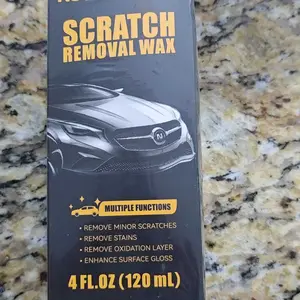 SCRATCH
REMOVAL WAX
MULTIPLE FUNCTIONS
• REMOVE MINOR SCRATCHES
• REMOVE STAINS
• REMOVE OXIDATION LAYER
• ENHANCE SURFACE GLOSS
4 FL.OZ (120 mL)